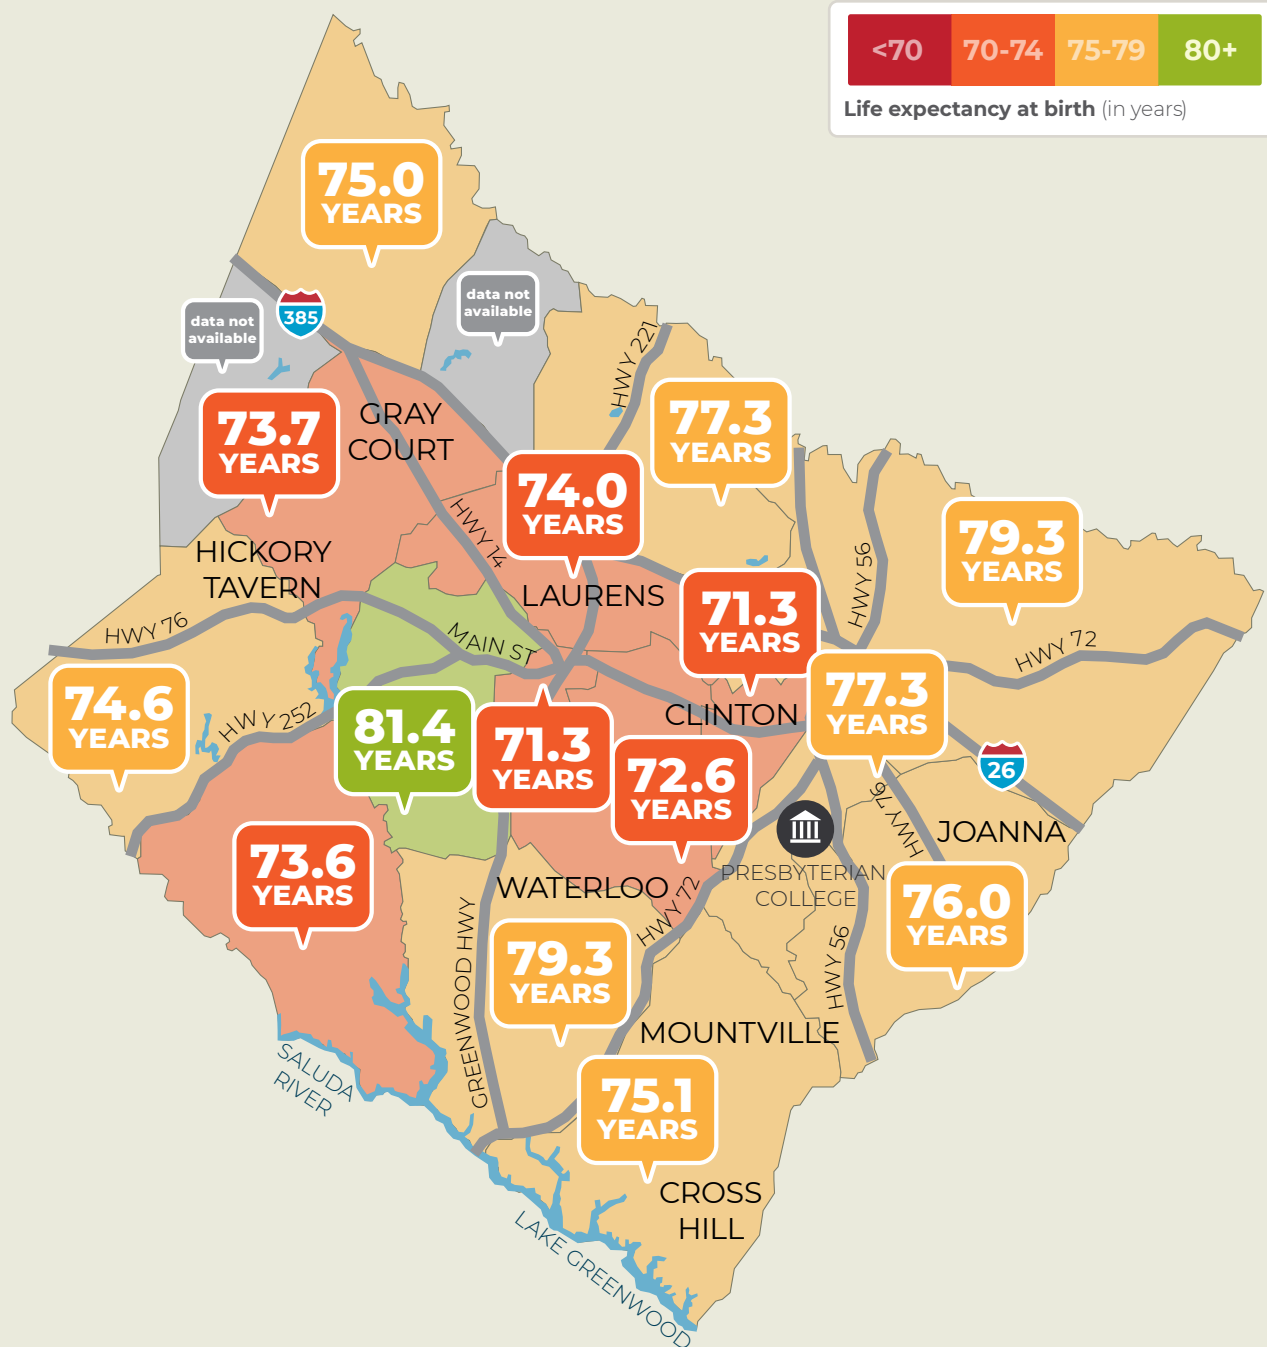 <70 70-74 75-79 80+
Life expectancy at birth (in years)
75.0
YEARS
data not
available
385
data not
available
HWY 221
73.7
YEARS
GRAY
COURT
77.3
YEARS
74.0
YEARS
HWY 14
79.3
YEARS
HICKORY
TAVERN
LAURENS
71.3
YEARS
HWY 56
HWY 76
MAIN ST
HWY 72
74.6
YEARS
HWY 252
81.4
YEARS
71.3
YEARS
CLINTON
77.3
YEARS
72.6
YEARS
26
HWY 76
JOANNA
73.6
YEARS
WATERLOO
HWY 72
PRESBYTERIAN
COLLEGE
76.0
YEARS
GREENWOOD HWY
79.3
YEARS
HWY 56
MOUNTVILLE
SALUDA
RIVER
75.1
YEARS
CROSS
HILL
LAKE GREENWOOD